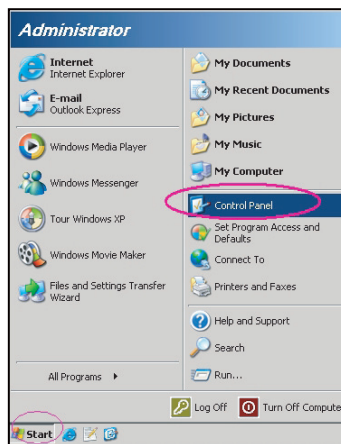 Administrator
Internet
Internet Explorer
E-mail
Outlook Express
Windows Media Player
Windows Messenger
Tour Windows XP
Windows Movie Maker
Files and Settings Transfer
Wizard
All Programs
My Documents
My Recent Documents
My Pictures
My Music
My Computer
Control Panel
Set Program Access and
Defaults
Connect To
Printers and Faxes
Help and Support
Search
Run...
Log Off
Turn Off Compute
Start